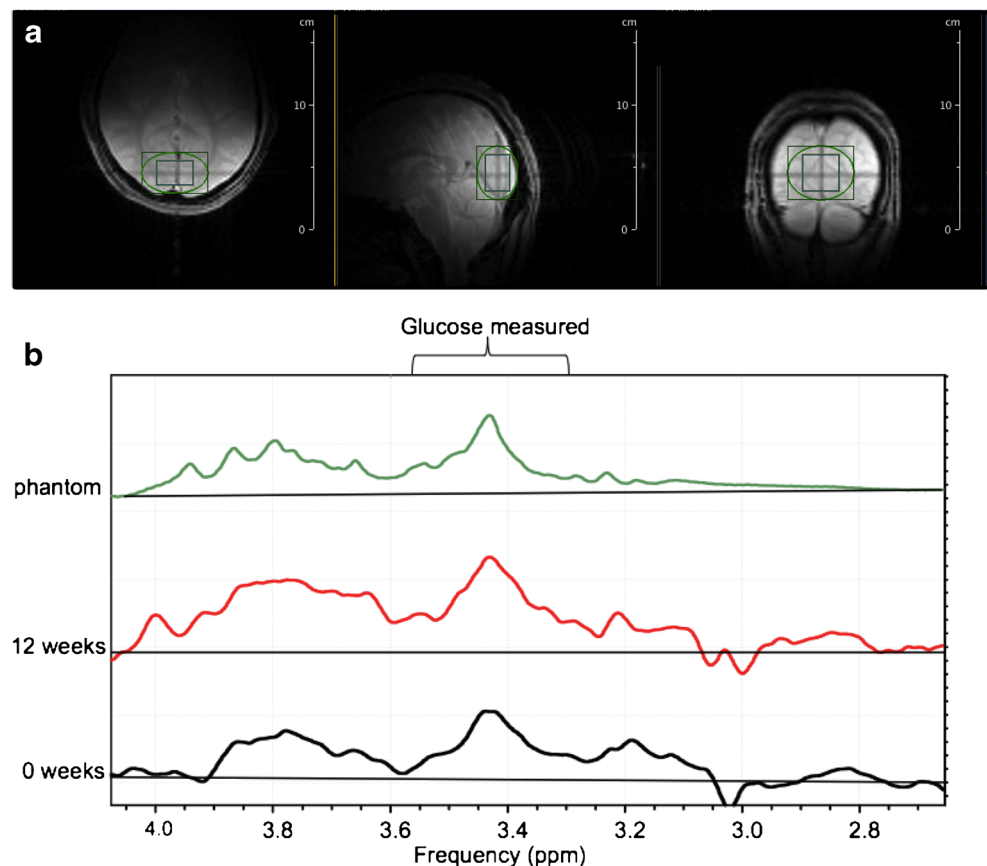 a
cm
10
0
cm
10
0
cm
10
0
b
Glucose measured
phantom
12 weeks
0 weeks
4.0 3.8 3.6 3.4 3.2 3.0 2.8
Frequency (ppm)